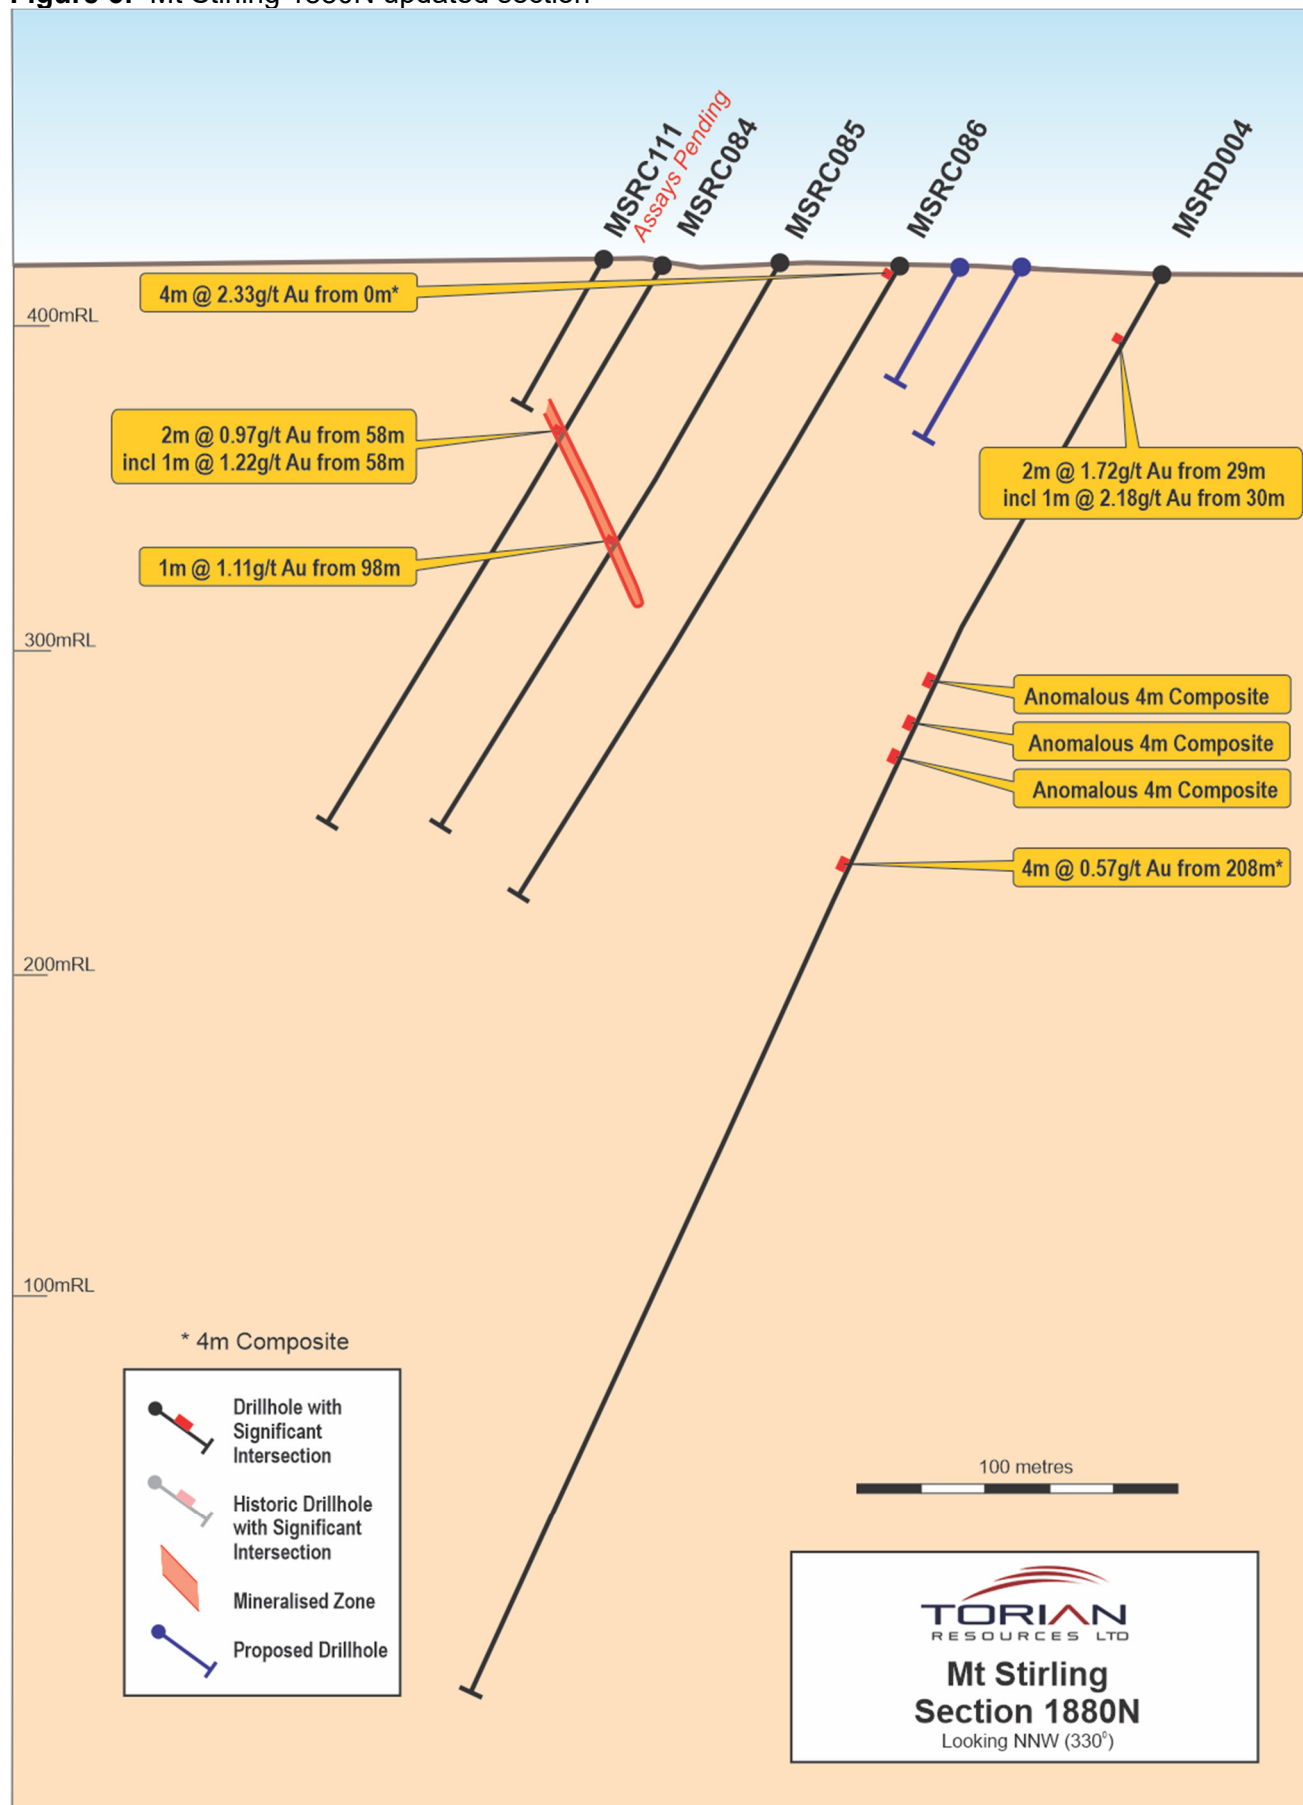 MSRC111
Assays Pending
MSRC084
MSRC085
MSRC086
MSRD004
4m @ 2.33g/t Au from 0m*
400mRL
2m @ 0.97g/t Au from 58m
incl 1m @ 1.22g/t Au from 58m
2m @ 1.72g/t Au from 29m
incl 1m @ 2.18g/t Au from 30m
1m @ 1.11g/t Au from 98m
300mRL
Anomalous 4m Composite
Anomalous 4m Composite
Anomalous 4m Composite
4m @ 0.57g/t Au from 208m*
200mRL
100mRL
* 4m Composite
Drillhole with
Significant
Intersection
Historic Drillhole
with Significant
Intersection
Mineralised Zone
Proposed Drillhole
100 metres
TORIAN
RESOURCES LTD
Mt Stirling
Section 1880N
Looking NNW (330⁰)